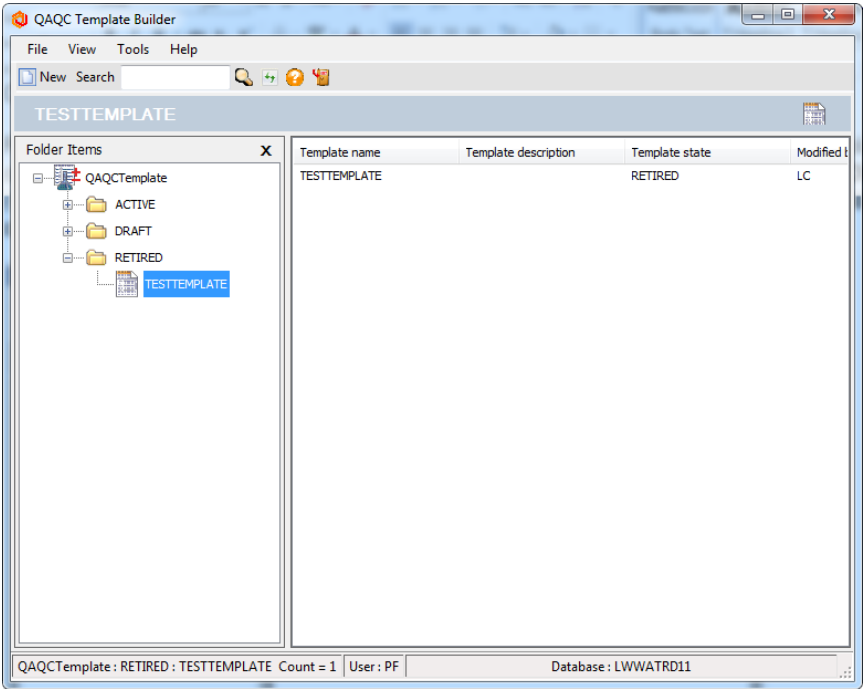 QAQC Template Builder
File View Tools Help
New Search
TESTTEMPLATE
Folder Items X
Template name Template description Template state Modified b
TESTTEMPLATE RETIRED LC
QAQCTemplate
ACTIVE
DRAFT
RETIRED
TESTTEMPLATE
QAQCTemplate : RETIRED : TESTTEMPLATE Count = 1 User : PF Database : LWWATRD11